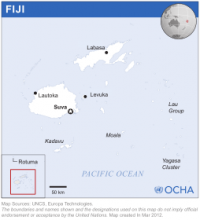 FIJI
Labasa
Lautoka
Levuka
Suva
Lau
Group
Kadavu
Moala
Yagasa
Cluster
Rotuma
PACIFIC OCEAN
50 km
OCHA
Map Sources: UNCS, Europa Technologies.
The boundaries and names shown and the designations used on this map do not imply official
endorsement or acceptance by the United Nations. Map created in Mar 2012.